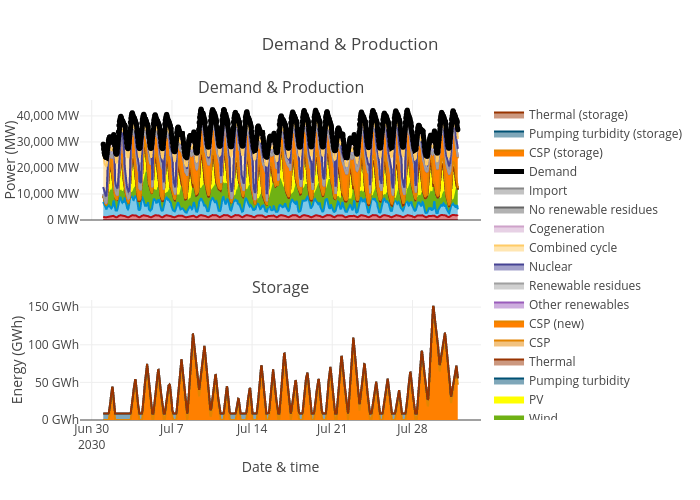 Demand & Production
Demand & Production
40,000 MW
30,000 MW
20,000 MW
10,000 MW
0 MW
Power (MW)
Storage
150 GWh
100 GWh
50 GWh
0 GWh
Energy (GWh)
Jun 30
2030
Jul 7
Jul 14
Jul 21
Jul 28
Date & time
Thermal (storage)
Pumping turbidity (storage)
CSP (storage)
Demand
Import
No renewable residues
Cogeneration
Combined cycle
Nuclear
Renewable residues
Other renewables
CSP (new)
CSP
Thermal
Pumping turbidity
PV
Wind